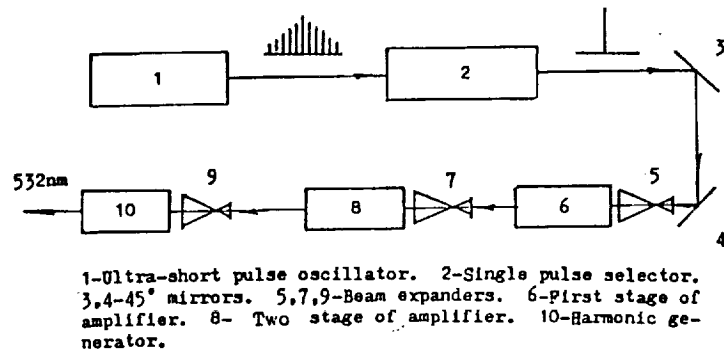 1
2
3
532nm
9
7
5
10
8
6
4
1-Ultra-short pulse oscillator. 2-Single pulse selector.
3,4-45° mirrors. 5,7,9-Beam expanders. 6-First stage of
amplifier. 8- Two stage of amplifier. 10-Harmonic ge-
nerator.